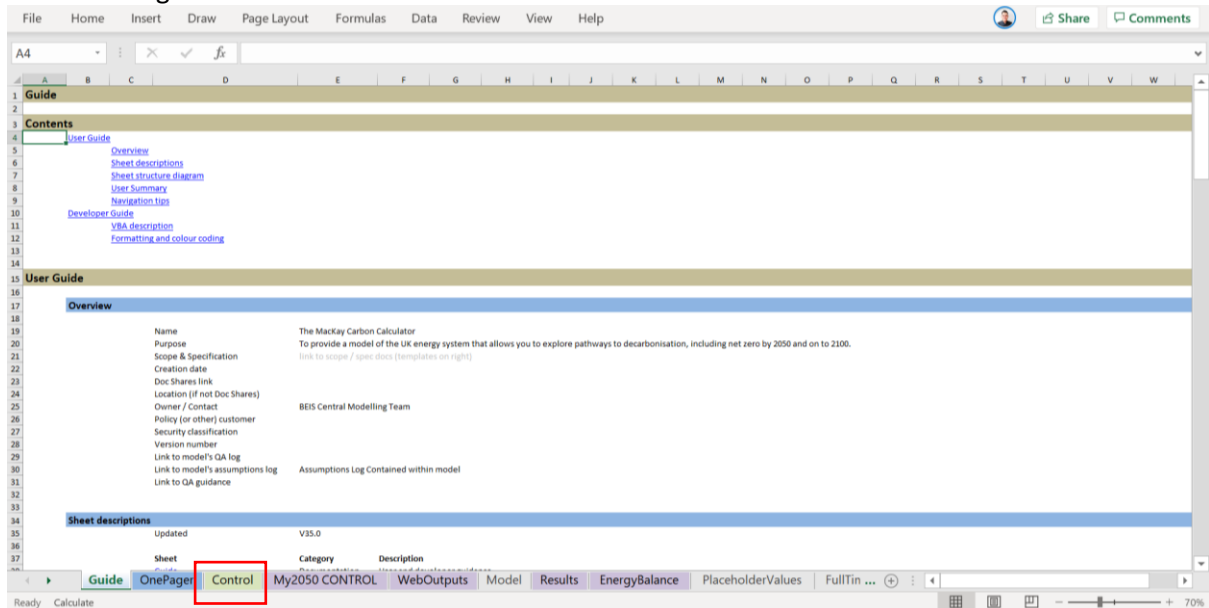 File Home Insert Draw Page Layout Formulas Data Review View Help Share Comments
A4 fx
A B C D E F G H I J K L M N O P Q R S T U V W
1 Guide
2
3 Contents
4 User Guide
5 Overview
6 Sheet descriptions
7 Sheet structure diagram
8 User Summary
9 Navigation tips
10 Developer Guide
11 VBA description
12 Formatting and colour coding
13
14
15 User Guide
16
17 Overview
18
19 Name The MacKay Carbon Calculator
20 Purpose To provide a model of the UK energy system that allows you to explore pathways to decarbonisation, including net zero by 2050 and on to 2100.
21 Scope & Specification link to scope / spec docs (templates on right)
22 Creation date
23 Doc Shares link
24 Location (if not Doc Shares)
25 Owner / Contact BEIS Central Modelling Team
26 Policy (or other) customer
27 Security classification
28 Version number
29 Link to model's QA log
30 Link to model's assumptions log Assumptions Log Contained within model
31 Link to QA guidance
32
33
34 Sheet descriptions
35 Updated V35.0
36
37 Sheet Category Description
Guide OnePager Control My2050 CONTROL WebOutputs Model Results EnergyBalance PlaceholderValues FullTin ...
Ready Calculate 70%